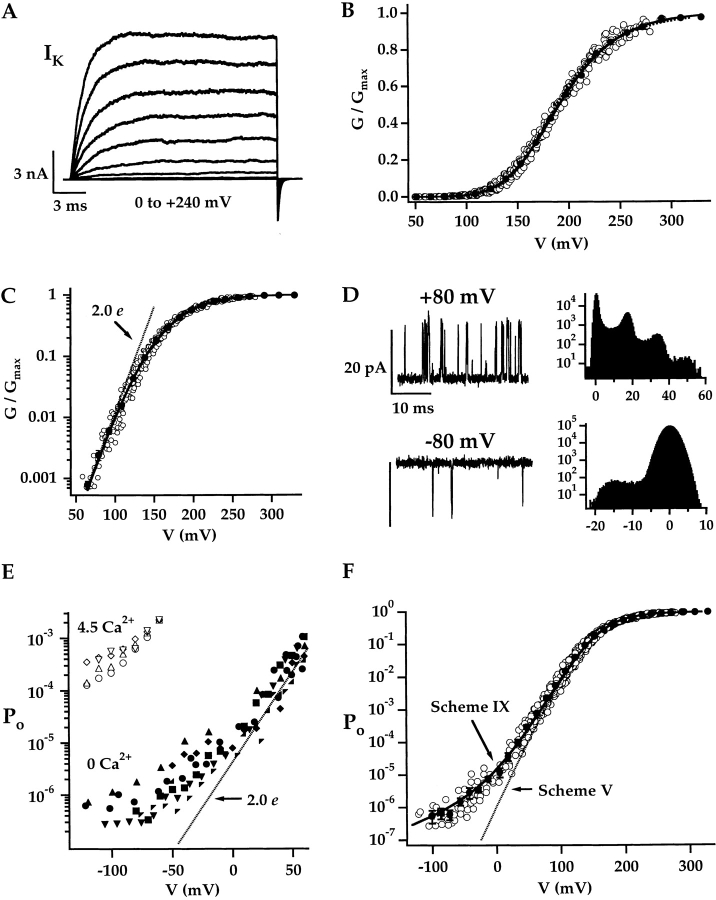 A
I_K
3 nA
3 ms
0 to +240 mV
B
G / G_max
1.0
0.8
0.6
0.4
0.2
0.0
50 100 150 200 250 300
V (mV)
C
G / G_max
1
0.1
0.01
0.001
2.0 e
50 100 150 200 250 300
V (mV)
D
+80 mV
20 pA
10 ms
-80 mV
10^4
10^3
10^2
10^1
0 20 40 60
10^5
10^4
10^3
10^2
10^1
-20 -10 0 10
E
P_o
4.5 Ca^2+
0 Ca^2+
2.0 e
10^-3
10^-4
10^-5
10^-6
-100 -50 0 50
V (mV)
F
P_o
10^0
10^-1
10^-2
10^-3
10^-4
10^-5
10^-6
10^-7
Scheme IX
Scheme V
-100 0 100 200 300
V (mV)